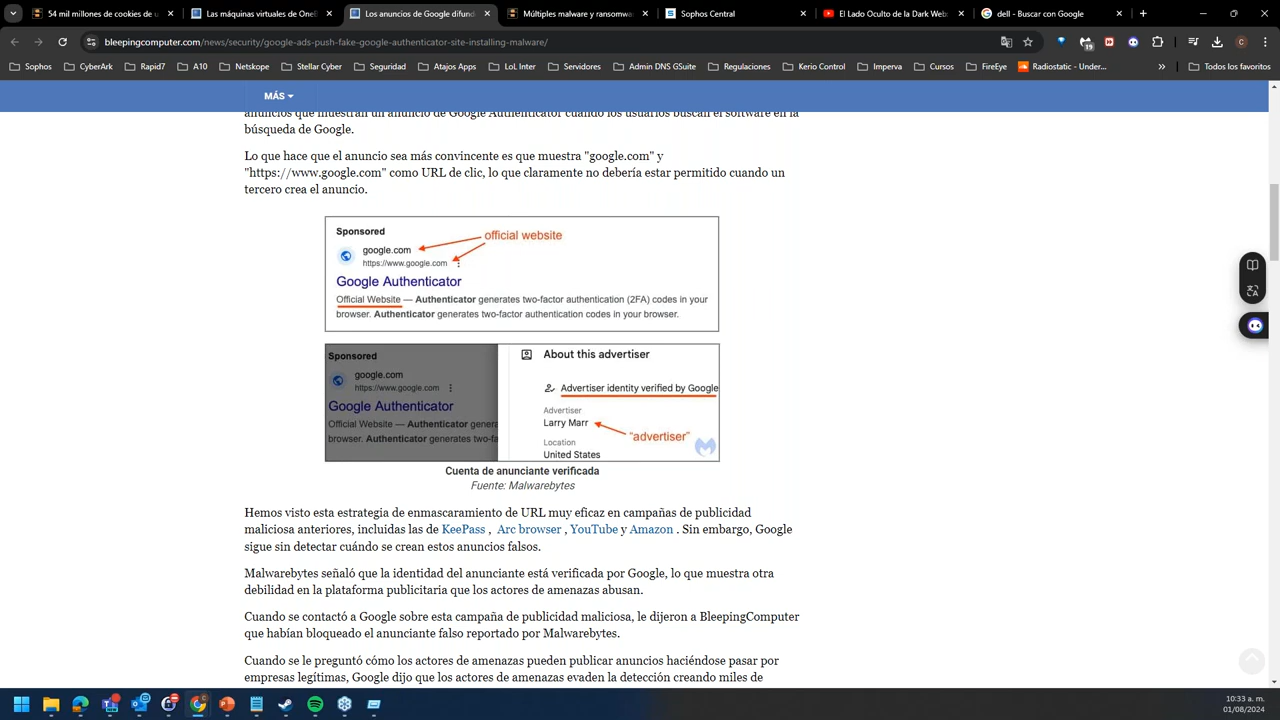 54 mil millones de cookies de u
Las máquinas virtuales de OneI
Los anuncios de Google difund
Múltiples malware y ransomwa
Sophos Central
El Lado Oculto de la Dark Web
dell - Buscar con Google
bleepingcomputer.com/news/security/google-ads-push-fake-google-authenticator-site-installing-malware/
19
C
Sophos
CyberArk
Rapid7
A10
Netskope
Stellar Cyber
Seguridad
Atajos Apps
LoL Inter
Servidores
Admin DNS GSuite
Regulaciones
Kerio Control
Imperva
Cursos
FireEye
Radiostatic - Under...
»
Todos los favoritos
MÁS
anuncios que muestran un anuncio de Google Authenticator cuando los usuarios buscan el software en la
búsqueda de Google.
Lo que hace que el anuncio sea más convincente es que muestra "google.com" y
"https://www.google.com" como URL de clic, lo que claramente no debería estar permitido cuando un
tercero crea el anuncio.
Sponsored
official website
google.com
https://www.google.com
Google Authenticator
Official Website — Authenticator generates two-factor authentication (2FA) codes in your
browser. Authenticator generates two-factor authentication codes in your browser.
Sponsored
google.com
https://www.google.com
Google Authenticator
Official Website — Authenticator gene
browser. Authenticator generates two-fa
About this advertiser
Advertiser identity verified by Google
Advertiser
Larry Marr
"advertiser"
Location
United States
Cuenta de anunciante verificada
Fuente: Malwarebytes
Hemos visto esta estrategia de enmascaramiento de URL muy eficaz en campañas de publicidad
maliciosa anteriores, incluidas las de KeePass , Arc browser , YouTube y Amazon . Sin embargo, Google
sigue sin detectar cuándo se crean estos anuncios falsos.
Malwarebytes señaló que la identidad del anunciante está verificada por Google, lo que muestra otra
debilidad en la plataforma publicitaria que los actores de amenazas abusan.
Cuando se contactó a Google sobre esta campaña de publicidad maliciosa, le dijeron a BleepingComputer
que habían bloqueado el anunciante falso reportado por Malwarebytes.
Cuando se le preguntó cómo los actores de amenazas pueden publicar anuncios haciéndose pasar por
empresas legítimas, Google dijo que los actores de amenazas evaden la detección creando miles de
10:33 a. m.
01/08/2024